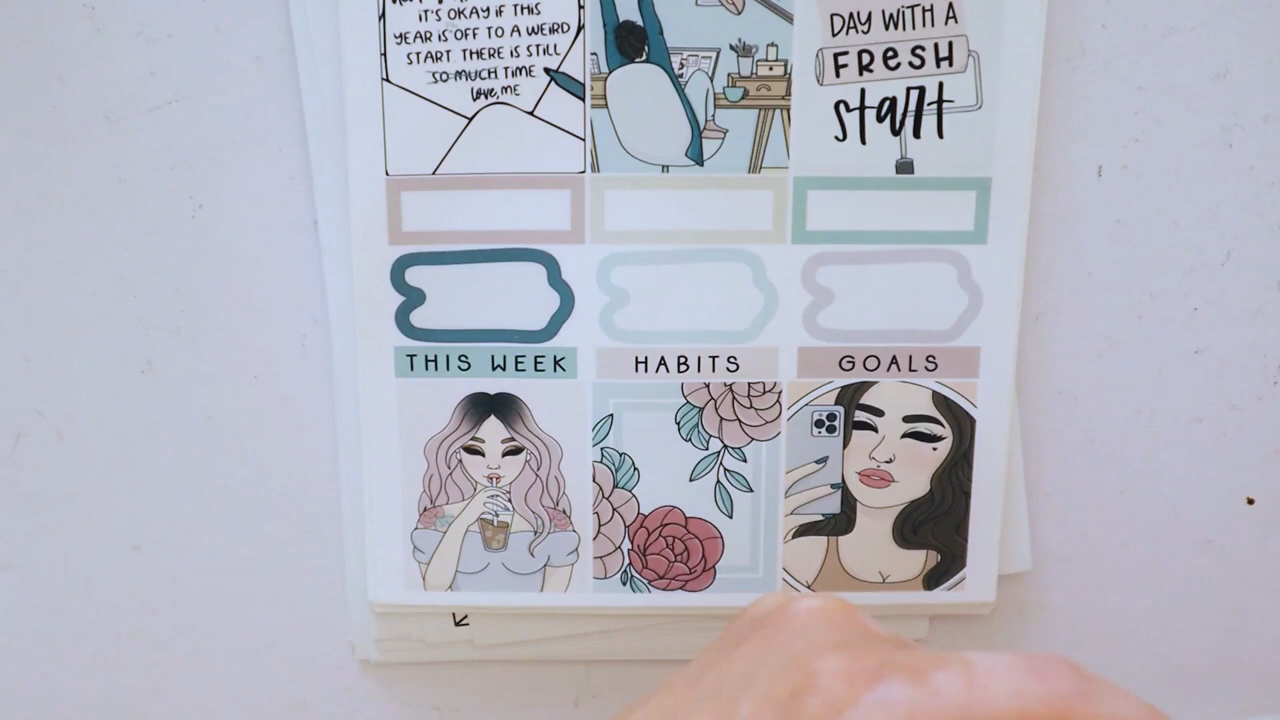 IT'S OKAY IF THIS
YEAR IS OFF TO A WEIRD
START. THERE IS STILL
SO MUCH TIME
love, ME
DAY WITH A
FRESH
start
THIS WEEK
HABITS
GOALS